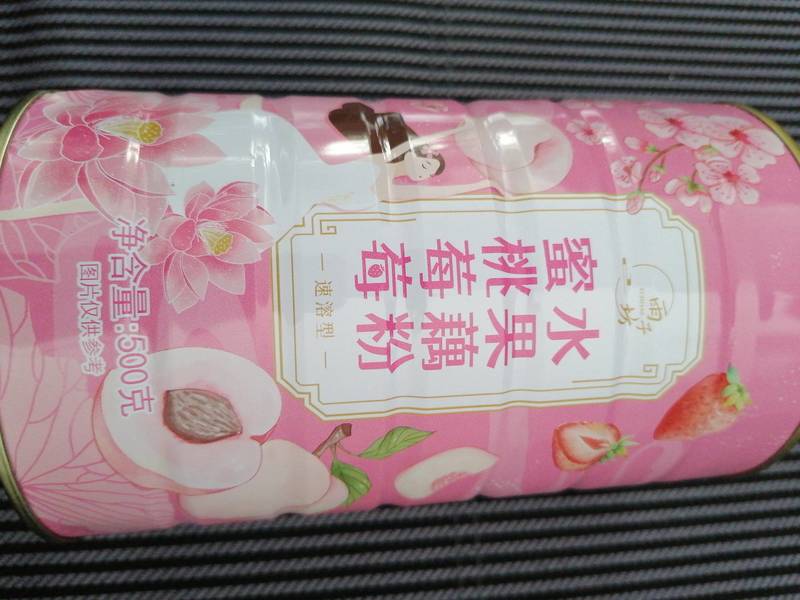 蜜桃莓莓
水果藕粉
— 速溶型 —
净含量:500克
图片仅供参考